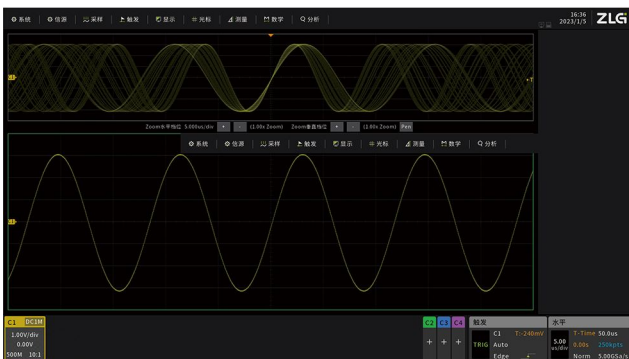 系统 信源 采样 触发 显示 光标 测量 数学 分析
16:36
2023/1/5
ZLG
T
Zoom水平档位 5.000us/div + - (1.00x Zoom) Zoom垂直档位 + - (1.00x Zoom) Pen
系统 信源 采样 触发 显示 光标 测量 数学 分析
C1 DC1M
1.00V/div
0.00V
500M 10:1
C2 C3 C4
+ + +
触发
C1 T:-240mV
TRIG Auto
Edge
水平
5.00 us/div
T-Time 50.0us
0.00s 250kpts
Norm 5.00GSa/s